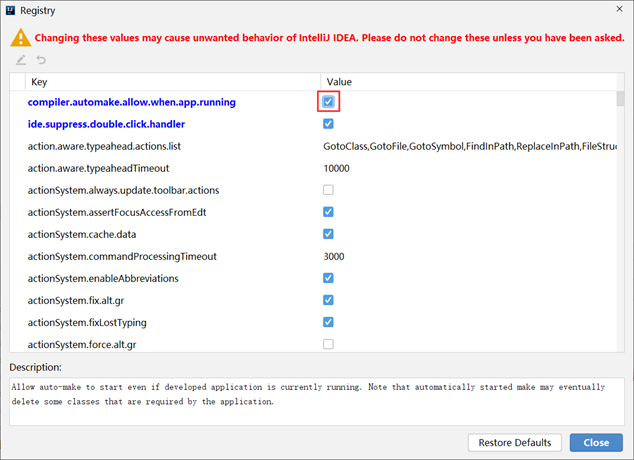 Registry
Changing these values may cause unwanted behavior of IntelliJ IDEA. Please do not change these unless you have been asked.
Key Value
compiler.automake.allow.when.app.running
ide.suppress.double.click.handler
action.aware.typeahead.actions.list GotoClass,GotoFile,GotoSymbol,FindInPath,ReplaceInPath,FileStruc
action.aware.typeaheadTimeout 10000
actionSystem.always.update.toolbar.actions
actionSystem.assertFocusAccessFromEdt
actionSystem.cache.data
actionSystem.commandProcessingTimeout 3000
actionSystem.enableAbbreviations
actionSystem.fix.alt.gr
actionSystem.fixLostTyping
actionSystem.force.alt.gr
Description:
Allow auto-make to start even if developed application is currently running. Note that automatically started make may eventually
delete some classes that are required by the application.
Restore Defaults Close